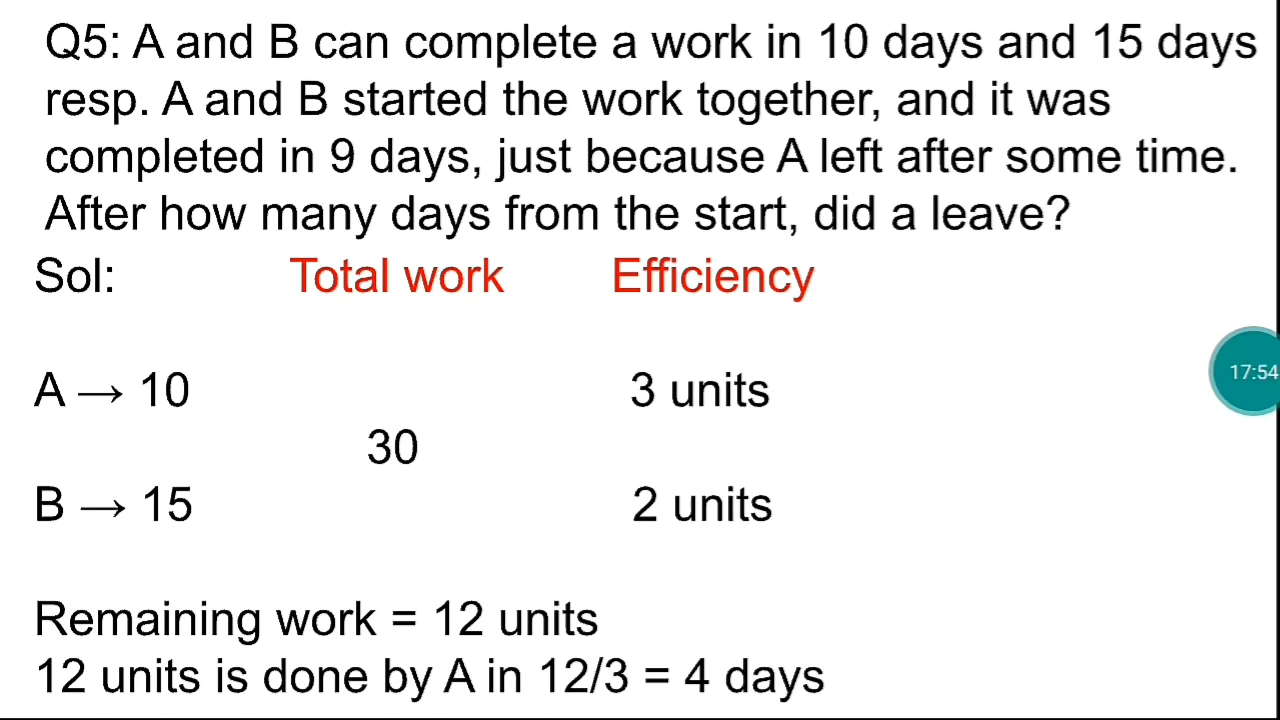 Q5: A and B can complete a work in 10 days and 15 days
resp. A and B started the work together, and it was
completed in 9 days, just because A left after some time.
After how many days from the start, did a leave?
Sol: Total work Efficiency
A → 10 3 units
30
B → 15 2 units
Remaining work = 12 units
12 units is done by A in 12/3 = 4 days
17:54